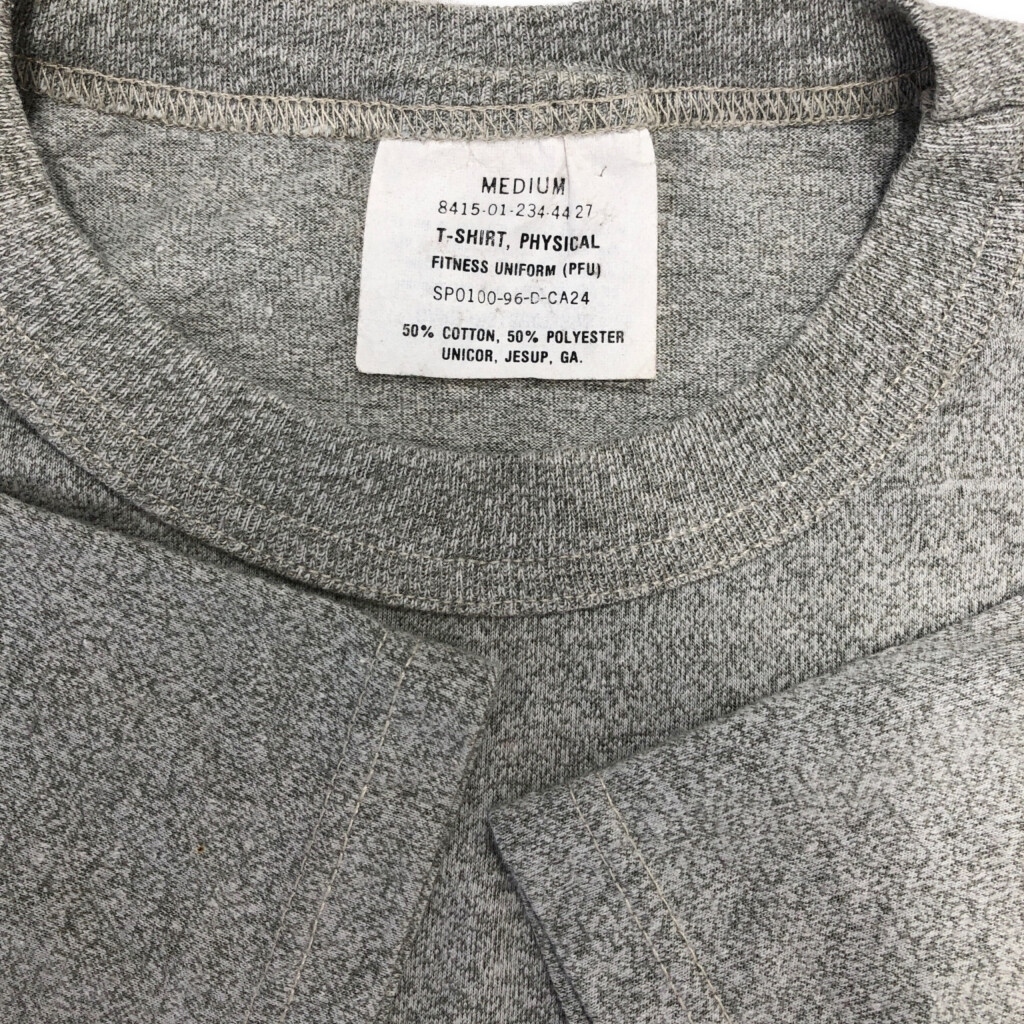 MEDIUM
8415-01-234-4427
T-SHIRT, PHYSICAL
FITNESS UNIFORM (PFU)
SPO100-96-D-CA24
50% COTTON, 50% POLYESTER
UNICOR, JESUP, GA.